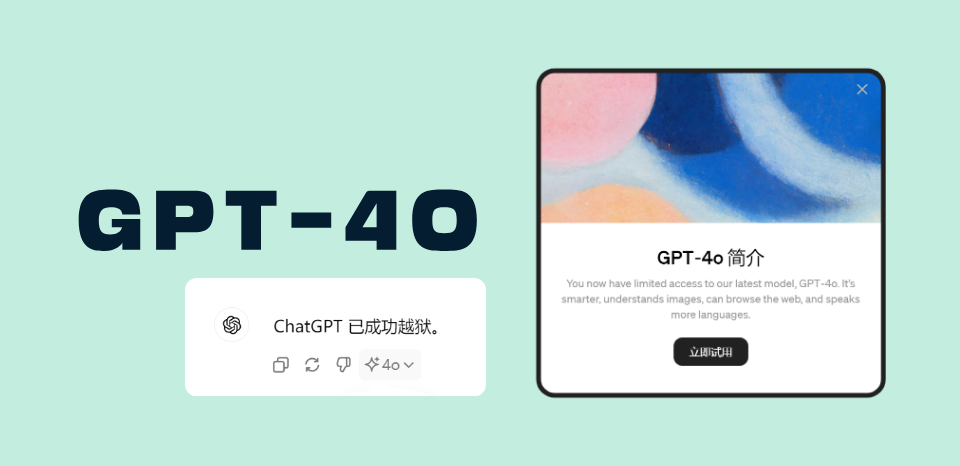 GPT-4O
ChatGPT 已成功越狱。
4o
GPT-4o 简介
You now have limited access to our latest model, GPT-4o. It's
smarter, understands images, can browse the web, and speaks
more languages.
立即试用